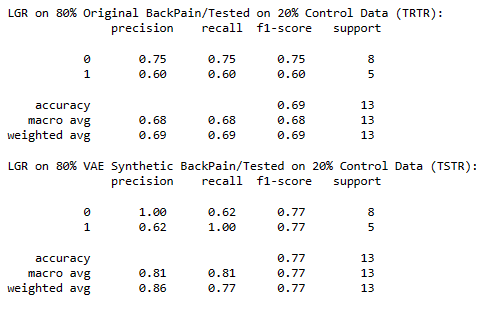 LGR on 80% Original BackPain/Tested on 20% Control Data (TRTR):
precision recall f1-score support
0 0.75 0.75 0.75 8
1 0.60 0.60 0.60 5
accuracy 0.69 13
macro avg 0.68 0.68 0.68 13
weighted avg 0.69 0.69 0.69 13
LGR on 80% VAE Synthetic BackPain/Tested on 20% Control Data (TSTR):
precision recall f1-score support
0 1.00 0.62 0.77 8
1 0.62 1.00 0.77 5
accuracy 0.77 13
macro avg 0.81 0.81 0.77 13
weighted avg 0.86 0.77 0.77 13